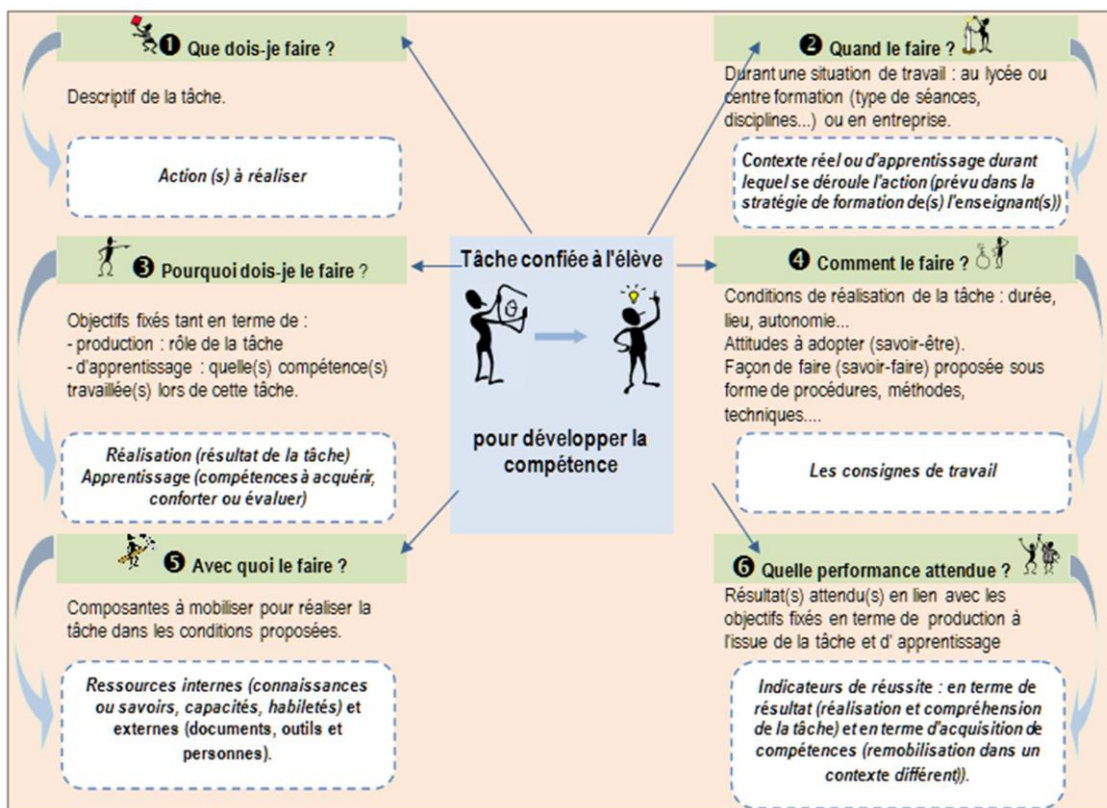 ❶ Que dois-je faire ?
Descriptif de la tâche.
Action (s) à réaliser
❷ Quand le faire ?
Durant une situation de travail : au lycée ou
centre formation (type de séances,
disciplines...) ou en entreprise.
Contexte réel ou d'apprentissage durant
lequel se déroule l'action (prévu dans la
stratégie de formation de(s) l'enseignant(s))
❸ Pourquoi dois-je le faire ?
Objectifs fixés tant en terme de :
- production : rôle de la tâche
- d'apprentissage : quelle(s) compétence(s)
travaillée(s) lors de cette tâche.
Réalisation (résultat de la tâche)
Apprentissage (compétences à acquérir,
conforter ou évaluer)
Tâche confiée à l'élève
pour développer la
compétence
❹ Comment le faire ?
Conditions de réalisation de la tâche : durée,
lieu, autonomie...
Attitudes à adopter (savoir-être).
Façon de faire (savoir-faire) proposée sous
forme de procédures, méthodes,
techniques....
Les consignes de travail
❺ Avec quoi le faire ?
Composantes à mobiliser pour réaliser la
tâche dans les conditions proposées.
Ressources internes (connaissances
ou savoirs, capacités, habiletés) et
externes (documents, outils et
personnes).
❻ Quelle performance attendue ?
Résultat(s) attendu(s) en lien avec les
objectifs fixés en terme de production à
l'issue de la tâche et d' apprentissage
Indicateurs de réussite : en terme de
résultat (réalisation et compréhension
de la tâche) et en terme d'acquisition de
compétences (remobilisation dans un
contexte différent)).